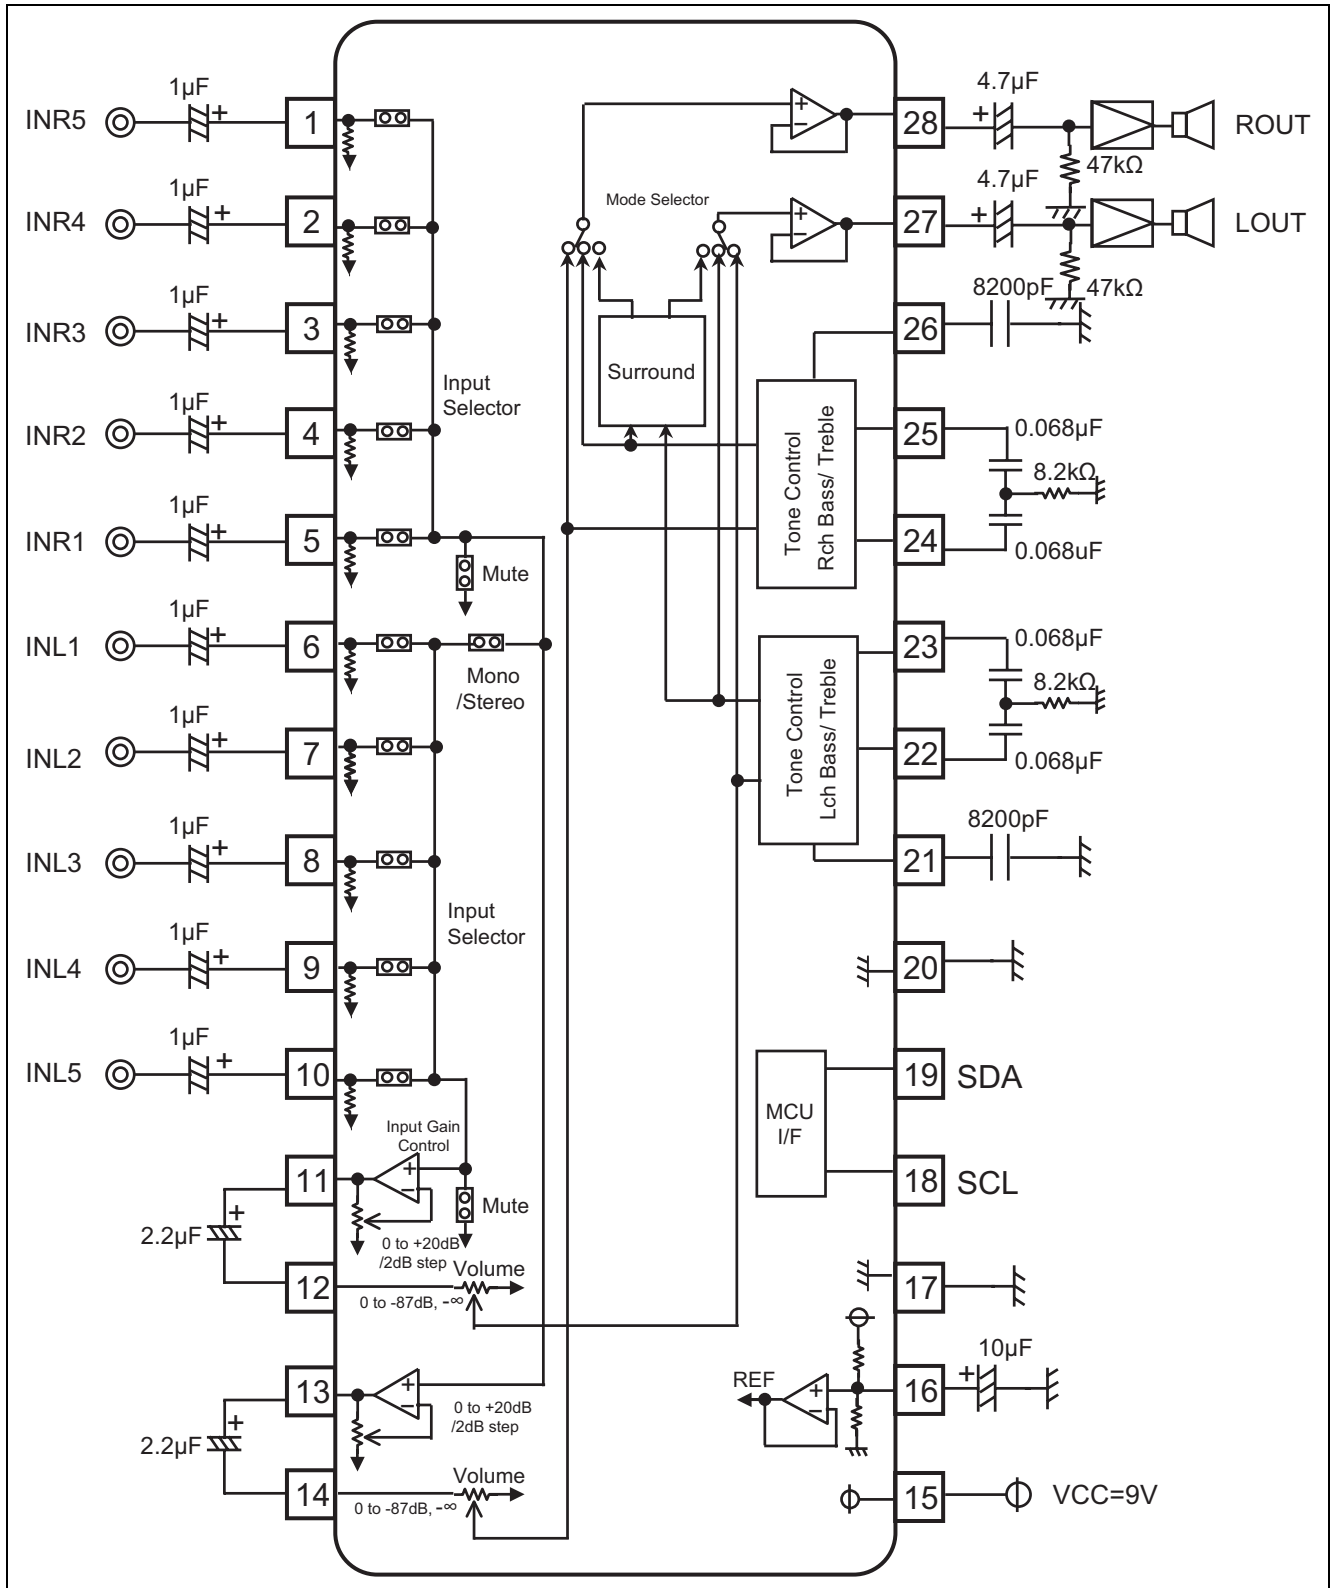 INR5
1µF
+
1
INR4
1µF
+
2
INR3
1µF
+
3
INR2
1µF
+
4
INR1
1µF
+
5
INL1
1µF
+
6
INL2
1µF
+
7
INL3
1µF
+
8
INL4
1µF
+
9
INL5
1µF
+
10
11
2.2µF
+
12
13
2.2µF
+
14
Input
Selector
Mute
Mono
/Stereo
Input
Selector
Input Gain
Control
+
−
Mute
0 to +20dB
/2dB step
Volume
0 to -87dB, -∞
+
−
0 to +20dB
/2dB step
Volume
0 to -87dB, -∞
Mode Selector
+
−
+
−
Surround
Tone Control
Rch Bass/ Treble
Tone Control
Lch Bass/ Treble
MCU
I/F
REF
+
−
28
4.7µF
+
47kΩ
ROUT
27
4.7µF
+
47kΩ
LOUT
26
8200pF
25
0.068µF
8.2kΩ
24
0.068uF
23
0.068µF
8.2kΩ
22
0.068µF
21
8200pF
20
19
SDA
18
SCL
17
16
+
10µF
15
VCC=9V